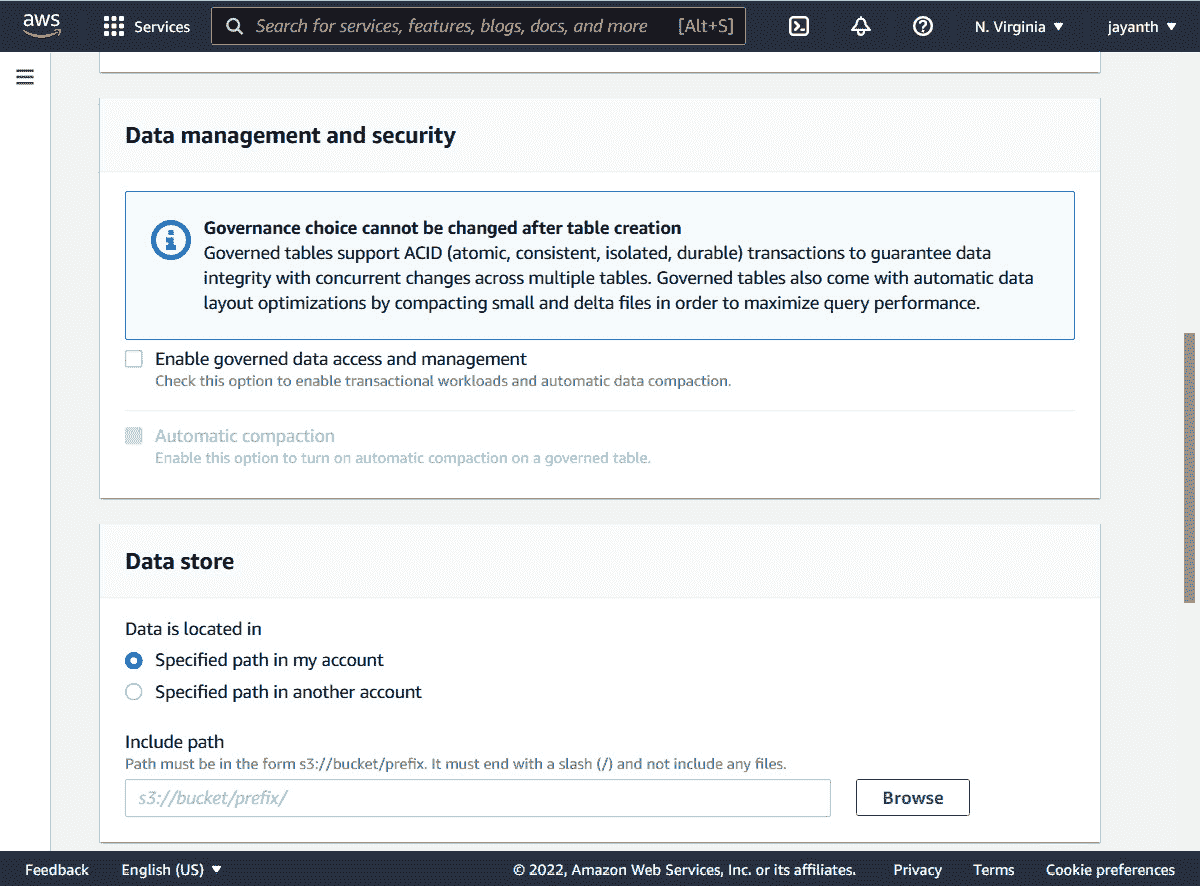 aws
Services
Search for services, features, blogs, docs, and more [Alt+S]
N. Virginia
jayanth
Data management and security
Governance choice cannot be changed after table creation
Governed tables support ACID (atomic, consistent, isolated, durable) transactions to guarantee data
integrity with concurrent changes across multiple tables. Governed tables also come with automatic data
layout optimizations by compacting small and delta files in order to maximize query performance.
Enable governed data access and management
Check this option to enable transactional workloads and automatic data compaction.
Automatic compaction
Enable this option to turn on automatic compaction on a governed table.
Data store
Data is located in
Specified path in my account
Specified path in another account
Include path
Path must be in the form s3://bucket/prefix. It must end with a slash (/) and not include any files.
s3://bucket/prefix/
Browse
Feedback
English (US)
© 2022, Amazon Web Services, Inc. or its affiliates.
Privacy
Terms
Cookie preferences